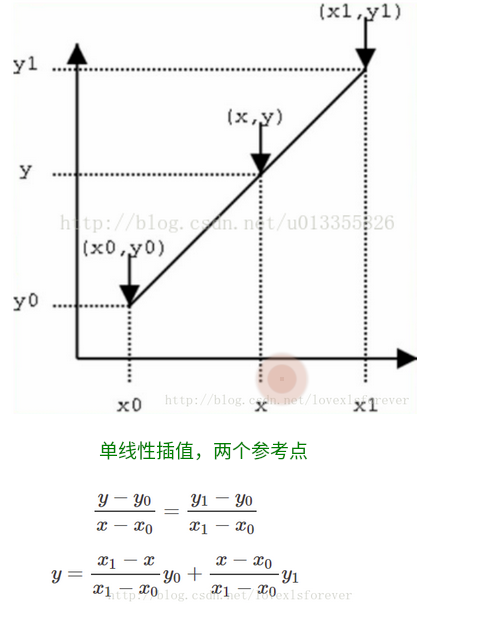 (x1,y1)
y1
(x,y)
y
http://blog.csdn.net/u013355826
(x0,y0)
y0
http://blog.csdn.net/lovexlsforever
x0 x x1
单线性插值，两个参考点
\frac{y - y_0}{x - x_0} = \frac{y_1 - y_0}{x_1 - x_0}
y = \frac{x_1 - x}{x_1 - x_0} y_0 + \frac{x - x_0}{x_1 - x_0} y_1
http://blog.csdn.net/lovexlsforever